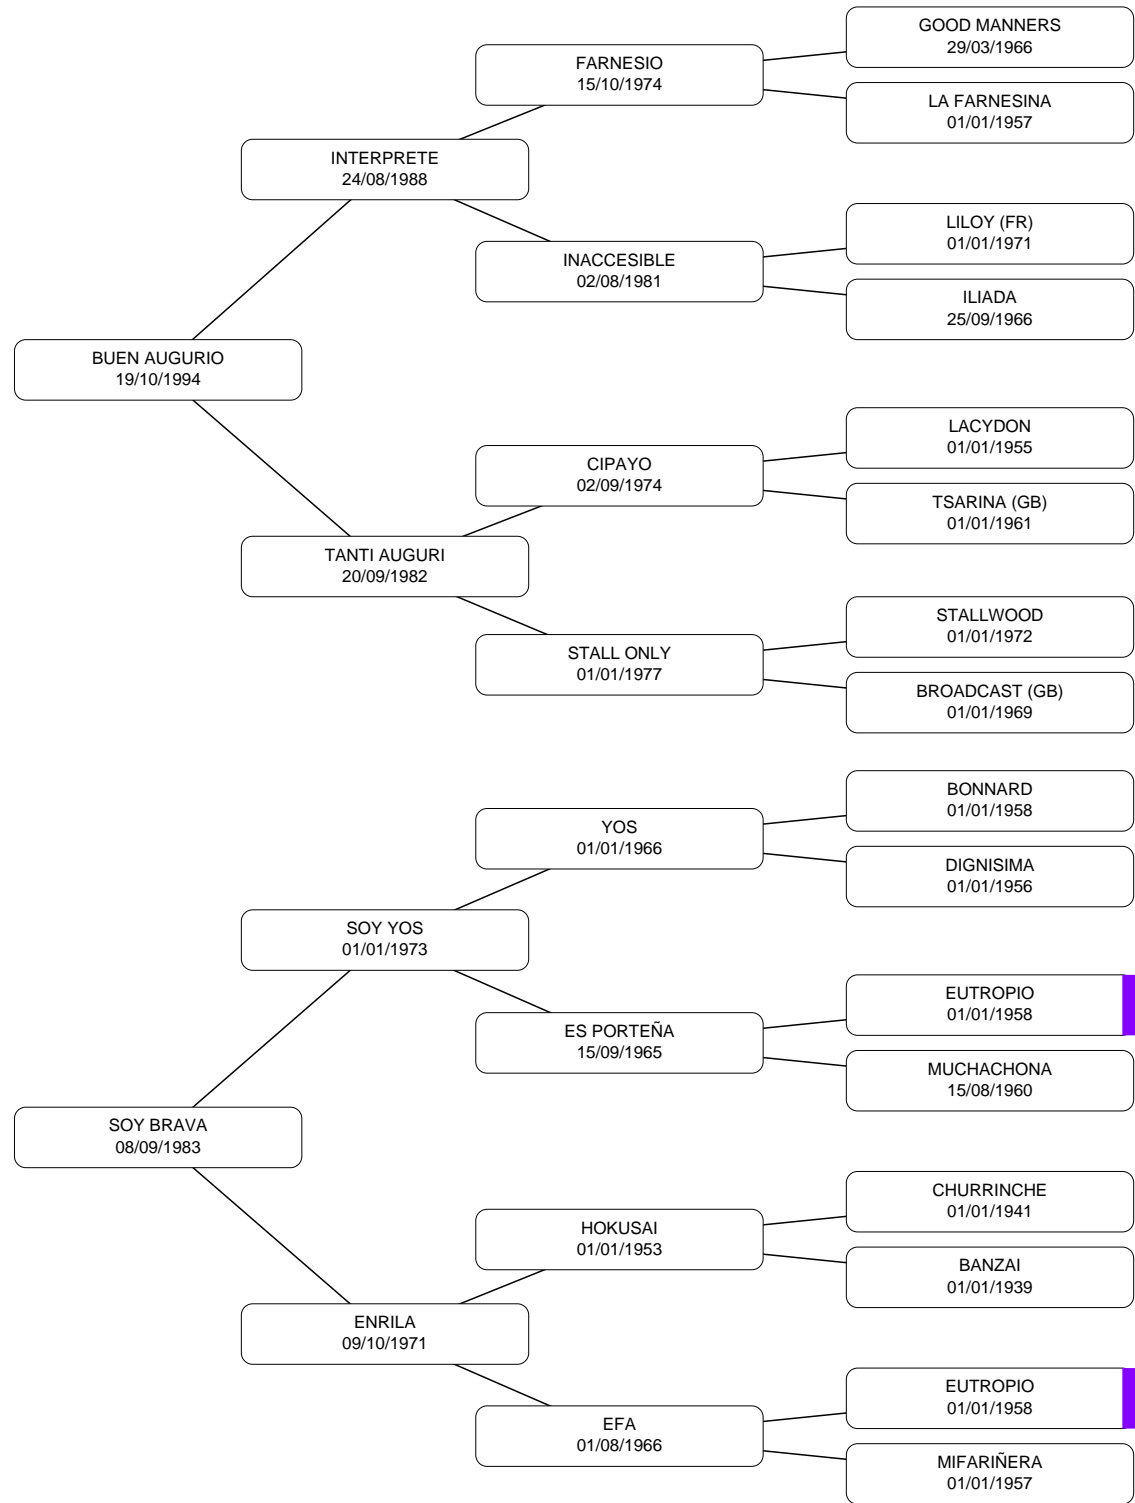 GOOD MANNERS
29/03/1966
FARNESIO
15/10/1974
LA FARNESINA
01/01/1957
INTERPRETE
24/08/1988
LILOY (FR)
01/01/1971
INACCESIBLE
02/08/1981
ILIADA
25/09/1966
BUEN AUGURIO
19/10/1994
LACYDON
01/01/1955
CIPAYO
02/09/1974
TSARINA (GB)
01/01/1961
TANTI AUGURI
20/09/1982
STALLWOOD
01/01/1972
STALL ONLY
01/01/1977
BROADCAST (GB)
01/01/1969
BONNARD
01/01/1958
YOS
01/01/1966
DIGNISIMA
01/01/1956
SOY YOS
01/01/1973
EUTROPIO
01/01/1958
ES PORTEÑA
15/09/1965
MUCHACHONA
15/08/1960
SOY BRAVA
08/09/1983
CHURRINCHE
01/01/1941
HOKUSAI
01/01/1953
BANZAI
01/01/1939
ENRILA
09/10/1971
EUTROPIO
01/01/1958
EFA
01/08/1966
MIFARIÑERA
01/01/1957